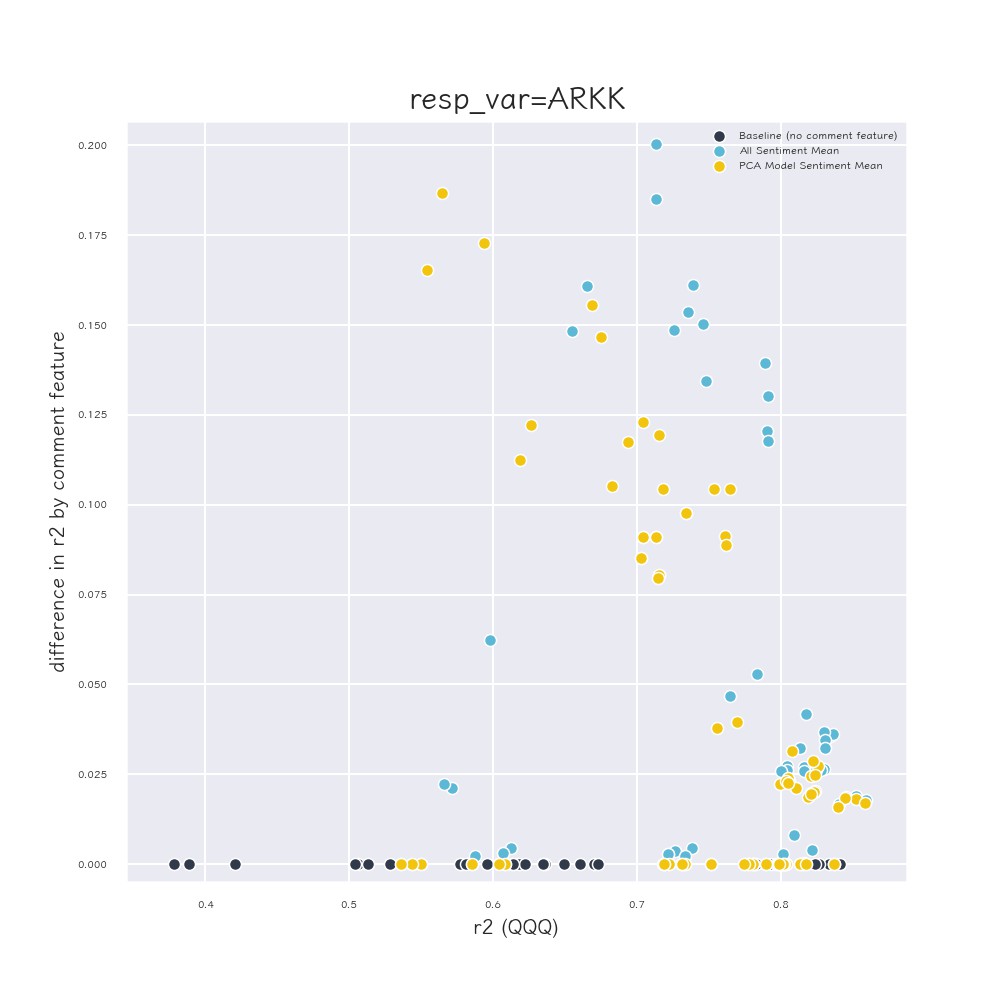 resp_var=ARKK
Baseline (no comment feature)
All Sentiment Mean
PCA Model Sentiment Mean
difference in r2 by comment feature
0.200
0.175
0.150
0.125
0.100
0.075
0.050
0.025
0.000
0.4 0.5 0.6 0.7 0.8
r2 (QQQ)